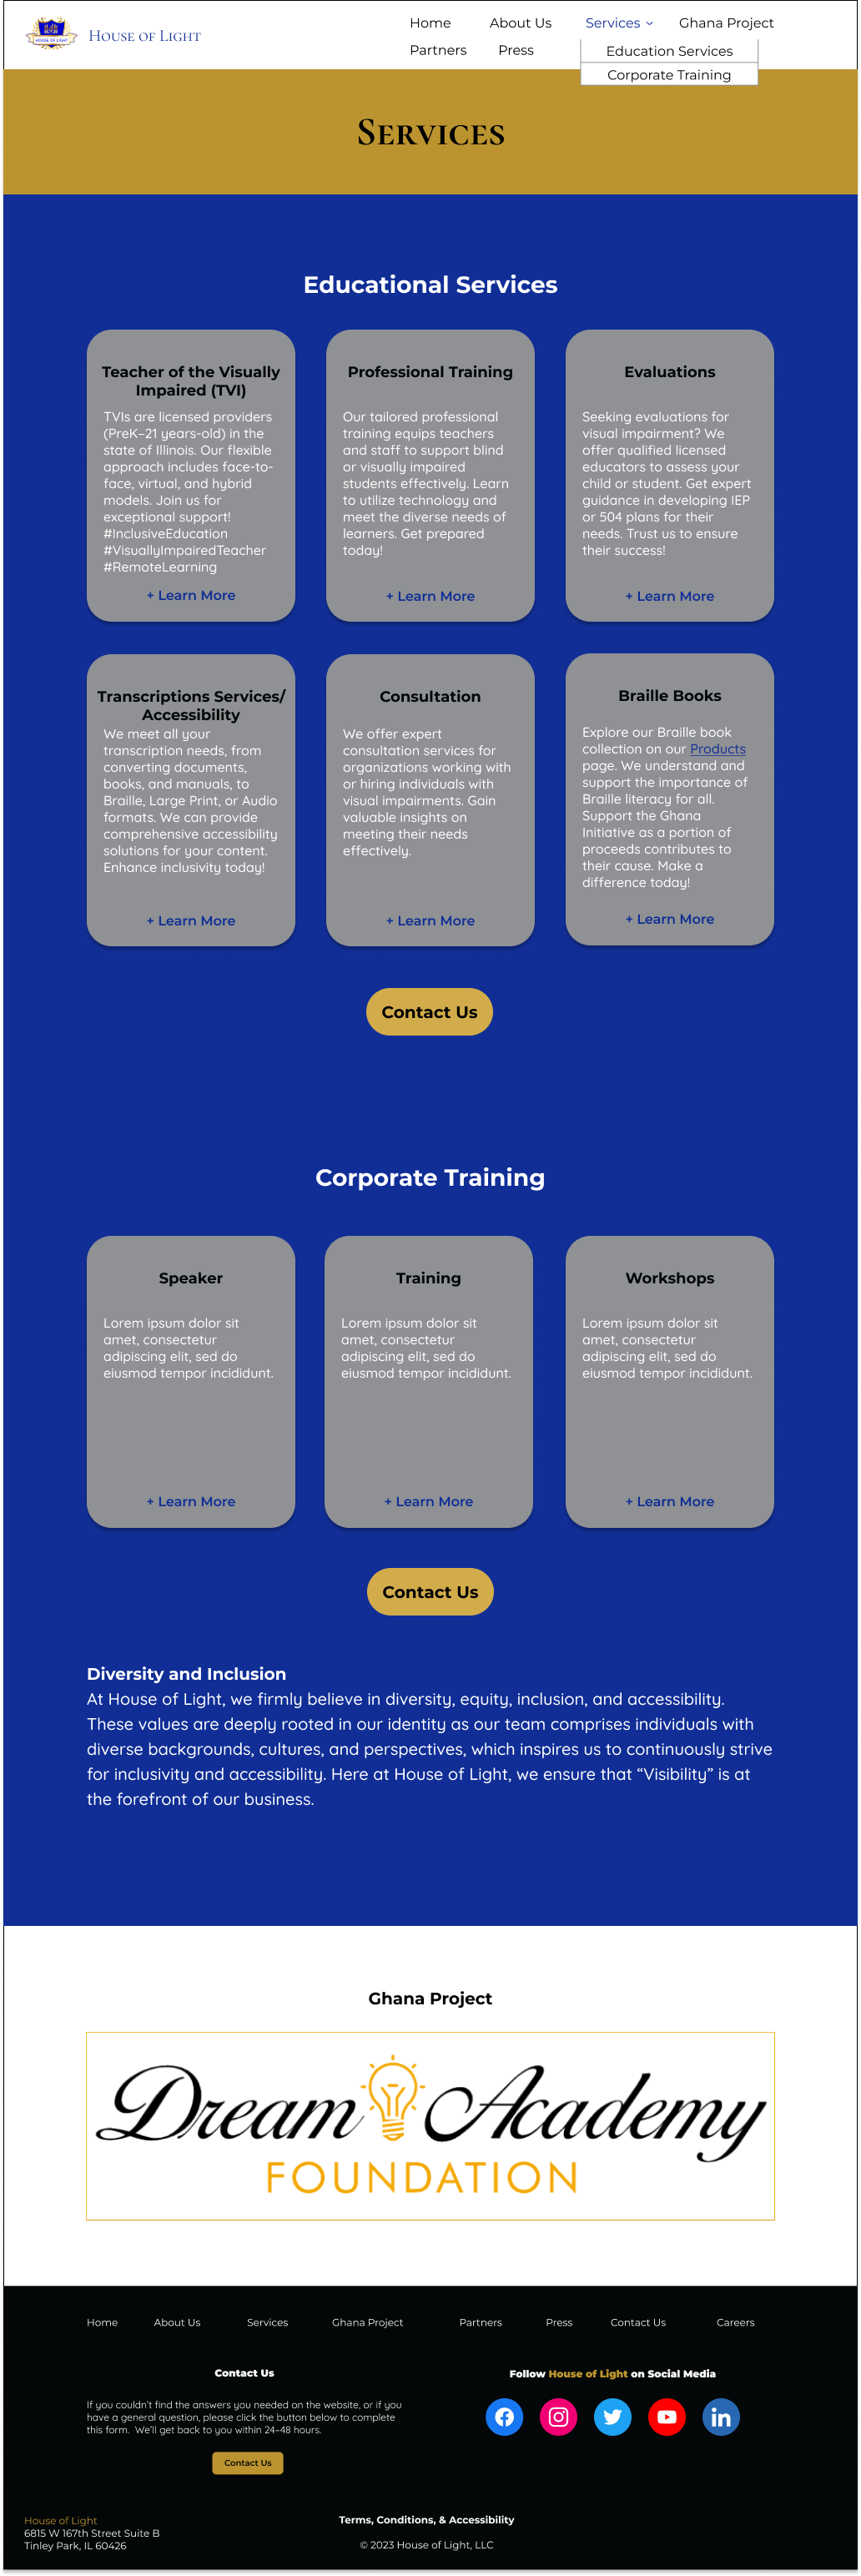 HOUSE OF LIGHT
House of Light
Home
About Us
Services
Ghana Project
Partners
Press
Education Services
Corporate Training
Services
Educational Services
Teacher of the Visually
Impaired (TVI)
TVIs are licensed providers
(PreK–21 years-old) in the
state of Illinois. Our flexible
approach includes face-to-
face, virtual, and hybrid
models. Join us for
exceptional support!
#InclusiveEducation
#VisuallyImpairedTeacher
#RemoteLearning
+ Learn More
Professional Training
Our tailored professional
training equips teachers
and staff to support blind
or visually impaired
students effectively. Learn
to utilize technology and
meet the diverse needs of
learners. Get prepared
today!
+ Learn More
Evaluations
Seeking evaluations for
visual impairment? We
offer qualified licensed
educators to assess your
child or student. Get expert
guidance in developing IEP
or 504 plans for their
needs. Trust us to ensure
their success!
+ Learn More
Transcriptions Services/
Accessibility
We meet all your
transcription needs, from
converting documents,
books, and manuals, to
Braille, Large Print, or Audio
formats. We can provide
comprehensive accessibility
solutions for your content.
Enhance inclusivity today!
+ Learn More
Consultation
We offer expert
consultation services for
organizations working with
or hiring individuals with
visual impairments. Gain
valuable insights on
meeting their needs
effectively.
+ Learn More
Braille Books
Explore our Braille book
collection on our Products
page. We understand and
support the importance of
Braille literacy for all.
Support the Ghana
Initiative as a portion of
proceeds contributes to
their cause. Make a
difference today!
+ Learn More
Contact Us
Corporate Training
Speaker
Lorem ipsum dolor sit
amet, consectetur
adipiscing elit, sed do
eiusmod tempor incididunt.
+ Learn More
Training
Lorem ipsum dolor sit
amet, consectetur
adipiscing elit, sed do
eiusmod tempor incididunt.
+ Learn More
Workshops
Lorem ipsum dolor sit
amet, consectetur
adipiscing elit, sed do
eiusmod tempor incididunt.
+ Learn More
Contact Us
Diversity and Inclusion
At House of Light, we firmly believe in diversity, equity, inclusion, and accessibility.
These values are deeply rooted in our identity as our team comprises individuals with
diverse backgrounds, cultures, and perspectives, which inspires us to continuously strive
for inclusivity and accessibility. Here at House of Light, we ensure that “Visibility” is at
the forefront of our business.
Ghana Project
Dream Academy
FOUNDATION
Home
About Us
Services
Ghana Project
Partners
Press
Contact Us
Careers
Contact Us
If you couldn’t find the answers you needed on the website, or if you
have a general question, please click the button below to complete
this form. We’ll get back to you within 24–48 hours.
Contact Us
Follow House of Light on Social Media
House of Light
6815 W 167th Street Suite B
Tinley Park, IL 60426
Terms, Conditions, & Accessibility
© 2023 House of Light, LLC